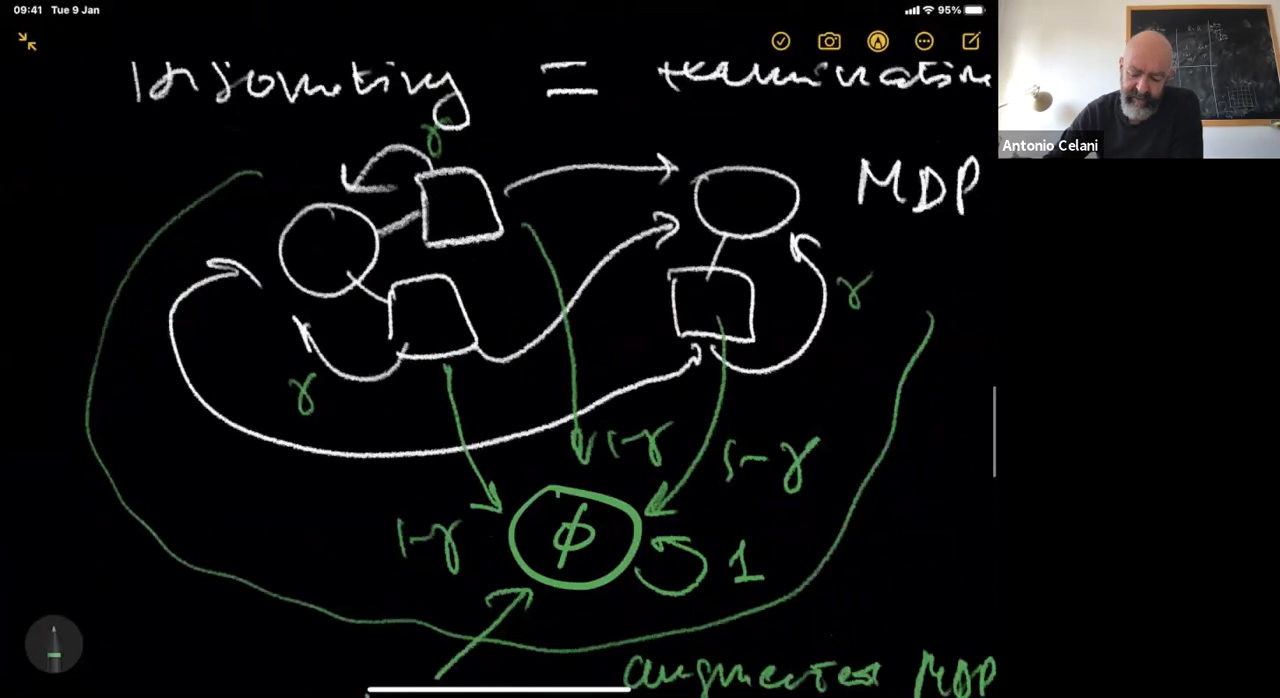 09:41 Tue 9 Jan
95%
Discounting = termination
Antonio Celani
γ
MDP
γ
γ
1-γ
1-γ
1-γ
ϕ
1
augmented MDP